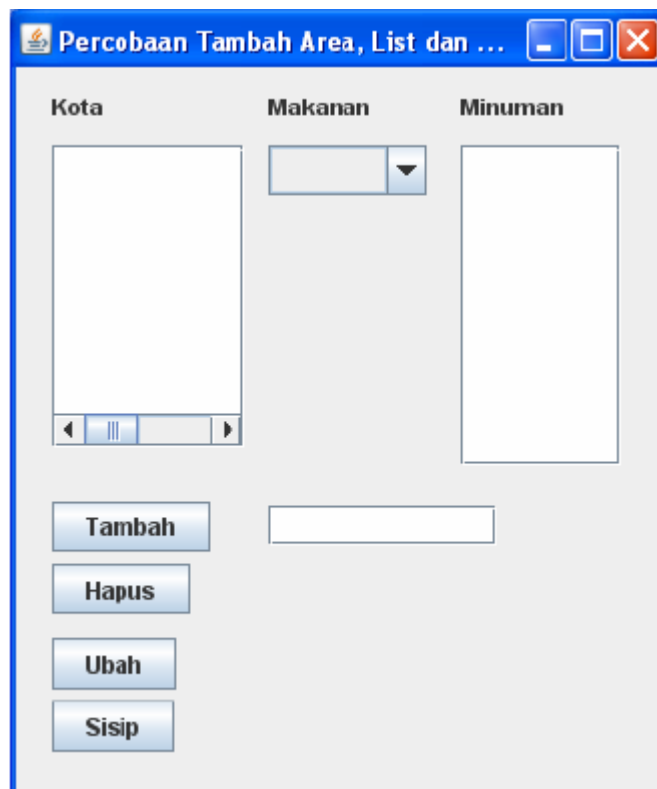 Percobaan Tambah Area, List dan ...
Kota Makanan Minuman
Tambah
Hapus
Ubah
Sisip